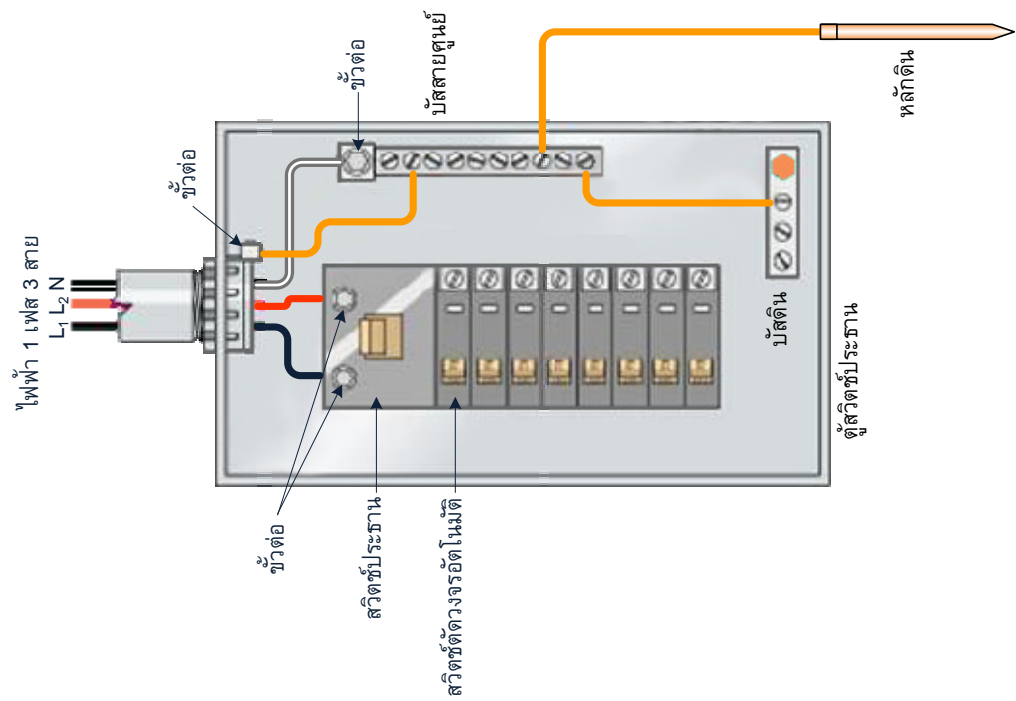 ไฟฟ้า 1 เฟส 3 สาย
L₁ L₂ N
ขั้วต่อ
ขั้วต่อ
บัสสายศูนย์
หลักดิน
บัสดิน
ตู้สวิตช์ประธาน
ขั้วต่อ
สวิตช์ประธาน
สวิตช์ตัดวงจรอัตโนมัติ